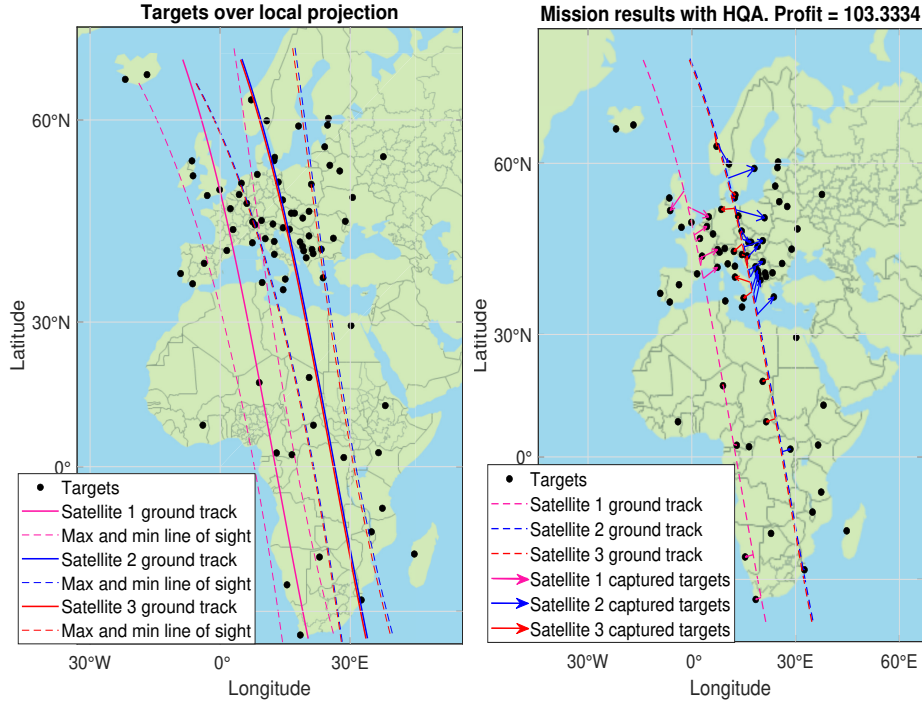 Targets over local projection
60°N
30°N
0°
Latitude
Targets
Satellite 1 ground track
Max and min line of sight
Satellite 2 ground track
Max and min line of sight
Satellite 3 ground track
Max and min line of sight
30°W
0°
30°E
Longitude
Mission results with HQA. Profit = 103.3334
60°N
30°N
0°
Latitude
Targets
Satellite 1 ground track
Satellite 2 ground track
Satellite 3 ground track
Satellite 1 captured targets
Satellite 2 captured targets
Satellite 3 captured targets
30°W
0°
30°E
60°E
Longitude